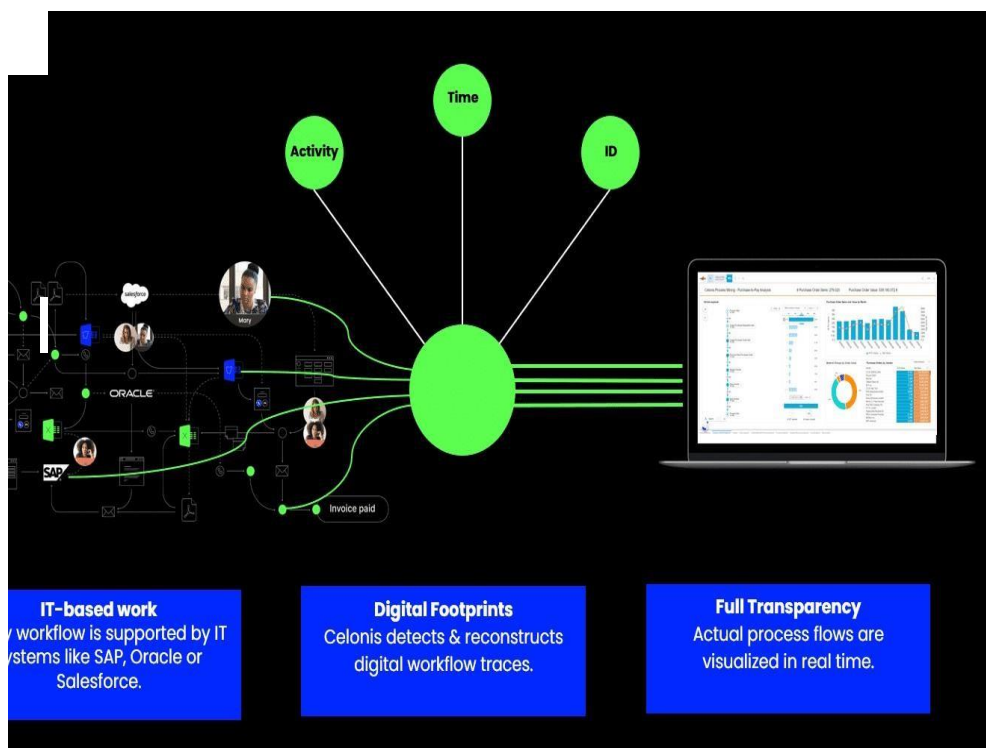 Time
Activity
ID
Mary
salesforce
ORACLE
SAP
Invoice paid
IT-based work
workflow is supported by IT
ystems like SAP, Oracle or
Salesforce.
Digital Footprints
Celonis detects & reconstructs
digital workflow traces.
Full Transparency
Actual process flows are
visualized in real time.